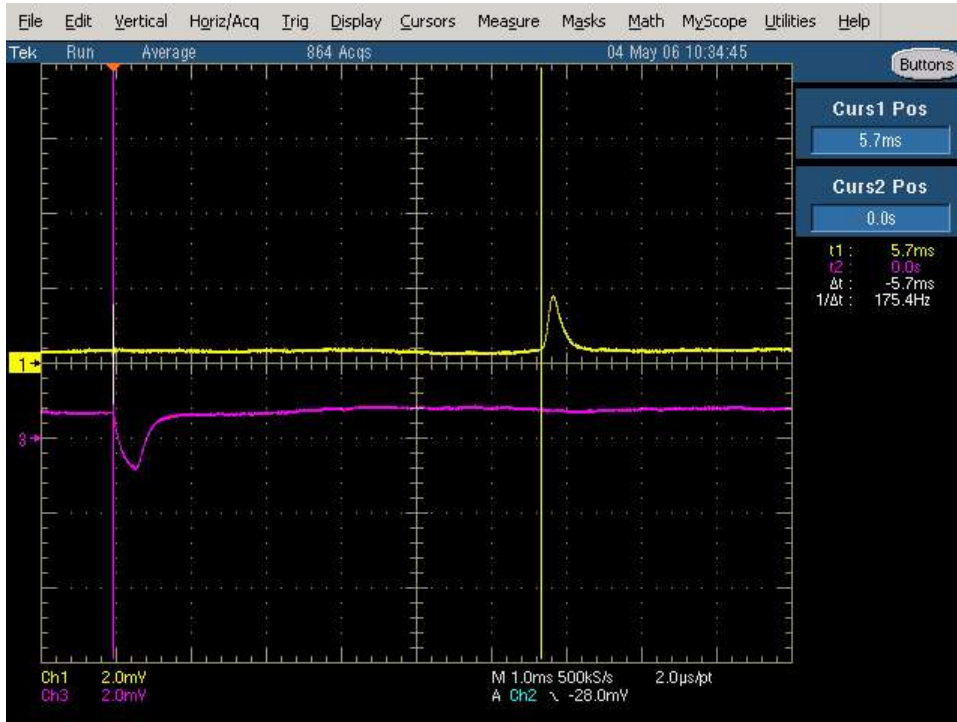 File Edit Vertical Horiz/Acq Trig Display Cursors Measure Masks Math MyScope Utilities Help
Tek Run Average 864 Acqs 04 May 06 10:34:45
Buttons
Curs1 Pos
5.7ms
Curs2 Pos
0.0s
t1 : 5.7ms
t2 : 0.0s
Δt : -5.7ms
1/Δt : 175.4Hz
1
3
Ch1 2.0mV M 1.0ms 500kS/s 2.0µs/pt
Ch3 2.0mV A Ch2 -28.0mV